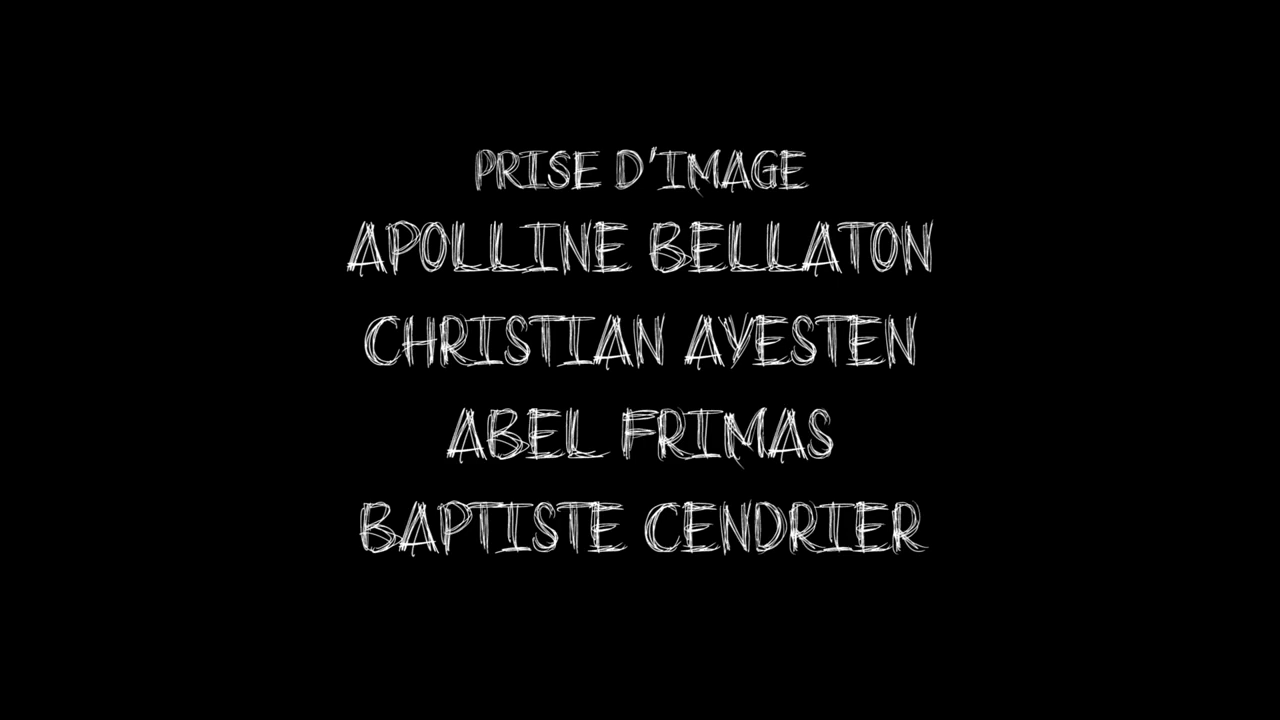 PRISE D'IMAGE
APOLLINE BELLATON
CHRISTIAN AYESTEN
ABEL FRIMAS
BAPTISTE CENDRIER